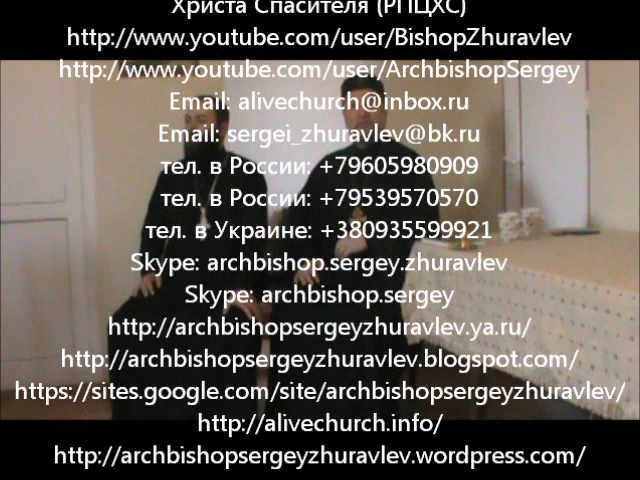 Христа Спасителя (РПЦХС)
http://www.youtube.com/user/BishopZhuravlev
http://www.youtube.com/user/ArchbishopSergey
Email: alivechurch@inbox.ru
Email: sergei_zhuravlev@bk.ru
тел. в России: +79605980909
тел. в России: +79539570570
тел. в Украине: +380935599921
Skype: archbishop.sergey.zhuravlev
Skype: archbishop.sergey
http://archbishopsergeyzhuravlev.ya.ru/
http://archbishopsergeyzhuravlev.blogspot.com/
https://sites.google.com/site/archbishopsergeyzhuravlev/
http://alivechurch.info/
http://archbishopsergeyzhuravlev.wordpress.com/